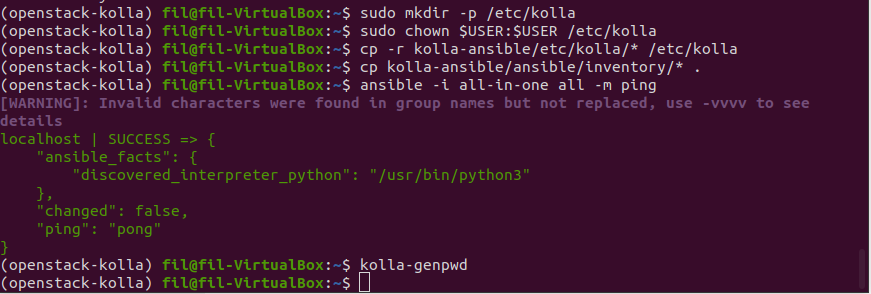 (openstack-kolla) fil@fil-VirtualBox:~$ sudo mkdir -p /etc/kolla
(openstack-kolla) fil@fil-VirtualBox:~$ sudo chown $USER:$USER /etc/kolla
(openstack-kolla) fil@fil-VirtualBox:~$ cp -r kolla-ansible/etc/kolla/* /etc/kolla
(openstack-kolla) fil@fil-VirtualBox:~$ cp kolla-ansible/ansible/inventory/* .
(openstack-kolla) fil@fil-VirtualBox:~$ ansible -i all-in-one all -m ping
[WARNING]: Invalid characters were found in group names but not replaced, use -vvvv to see
details
localhost | SUCCESS => {
    "ansible_facts": {
        "discovered_interpreter_python": "/usr/bin/python3"
    },
    "changed": false,
    "ping": "pong"
}
(openstack-kolla) fil@fil-VirtualBox:~$ kolla-genpwd
(openstack-kolla) fil@fil-VirtualBox:~$